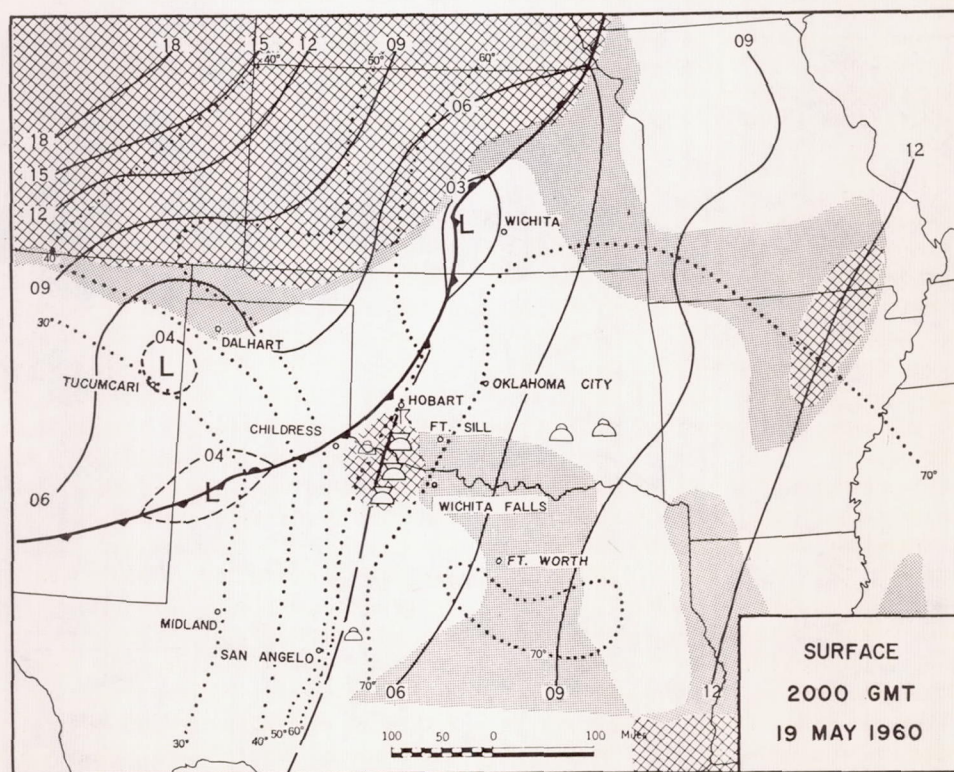 18 15 12 09 09
40° 50° 60°
06
18
15
12
12
03
L
WICHITA
40
09
30°
DALHART
04
L
TUCUMCARI
OKLAHOMA CITY
HOBART
CHILDRESS
FT. SILL
04
L
70°
06
WICHITA FALLS
FT. WORTH
MIDLAND
SAN ANGELO
70°
70°
06 09 12
30° 40° 50° 60°
100 50 0 100 Miles
SURFACE
2000 GMT
19 MAY 1960